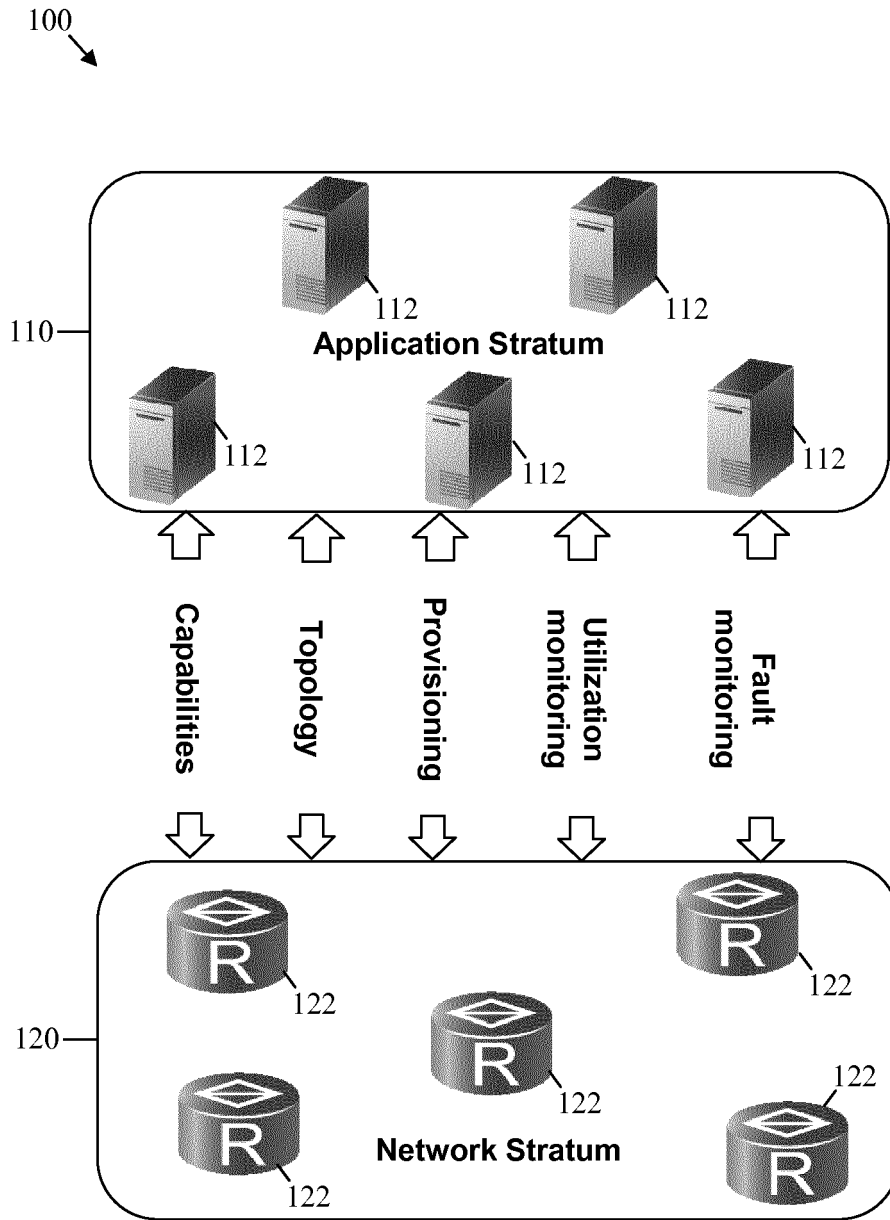 100
112
112
110
Application Stratum
112
112
112
Capabilities
Topology
Provisioning
Utilization
monitoring
Fault
monitoring
R
122
R
122
R
122
120
R
122
Network Stratum
122
R